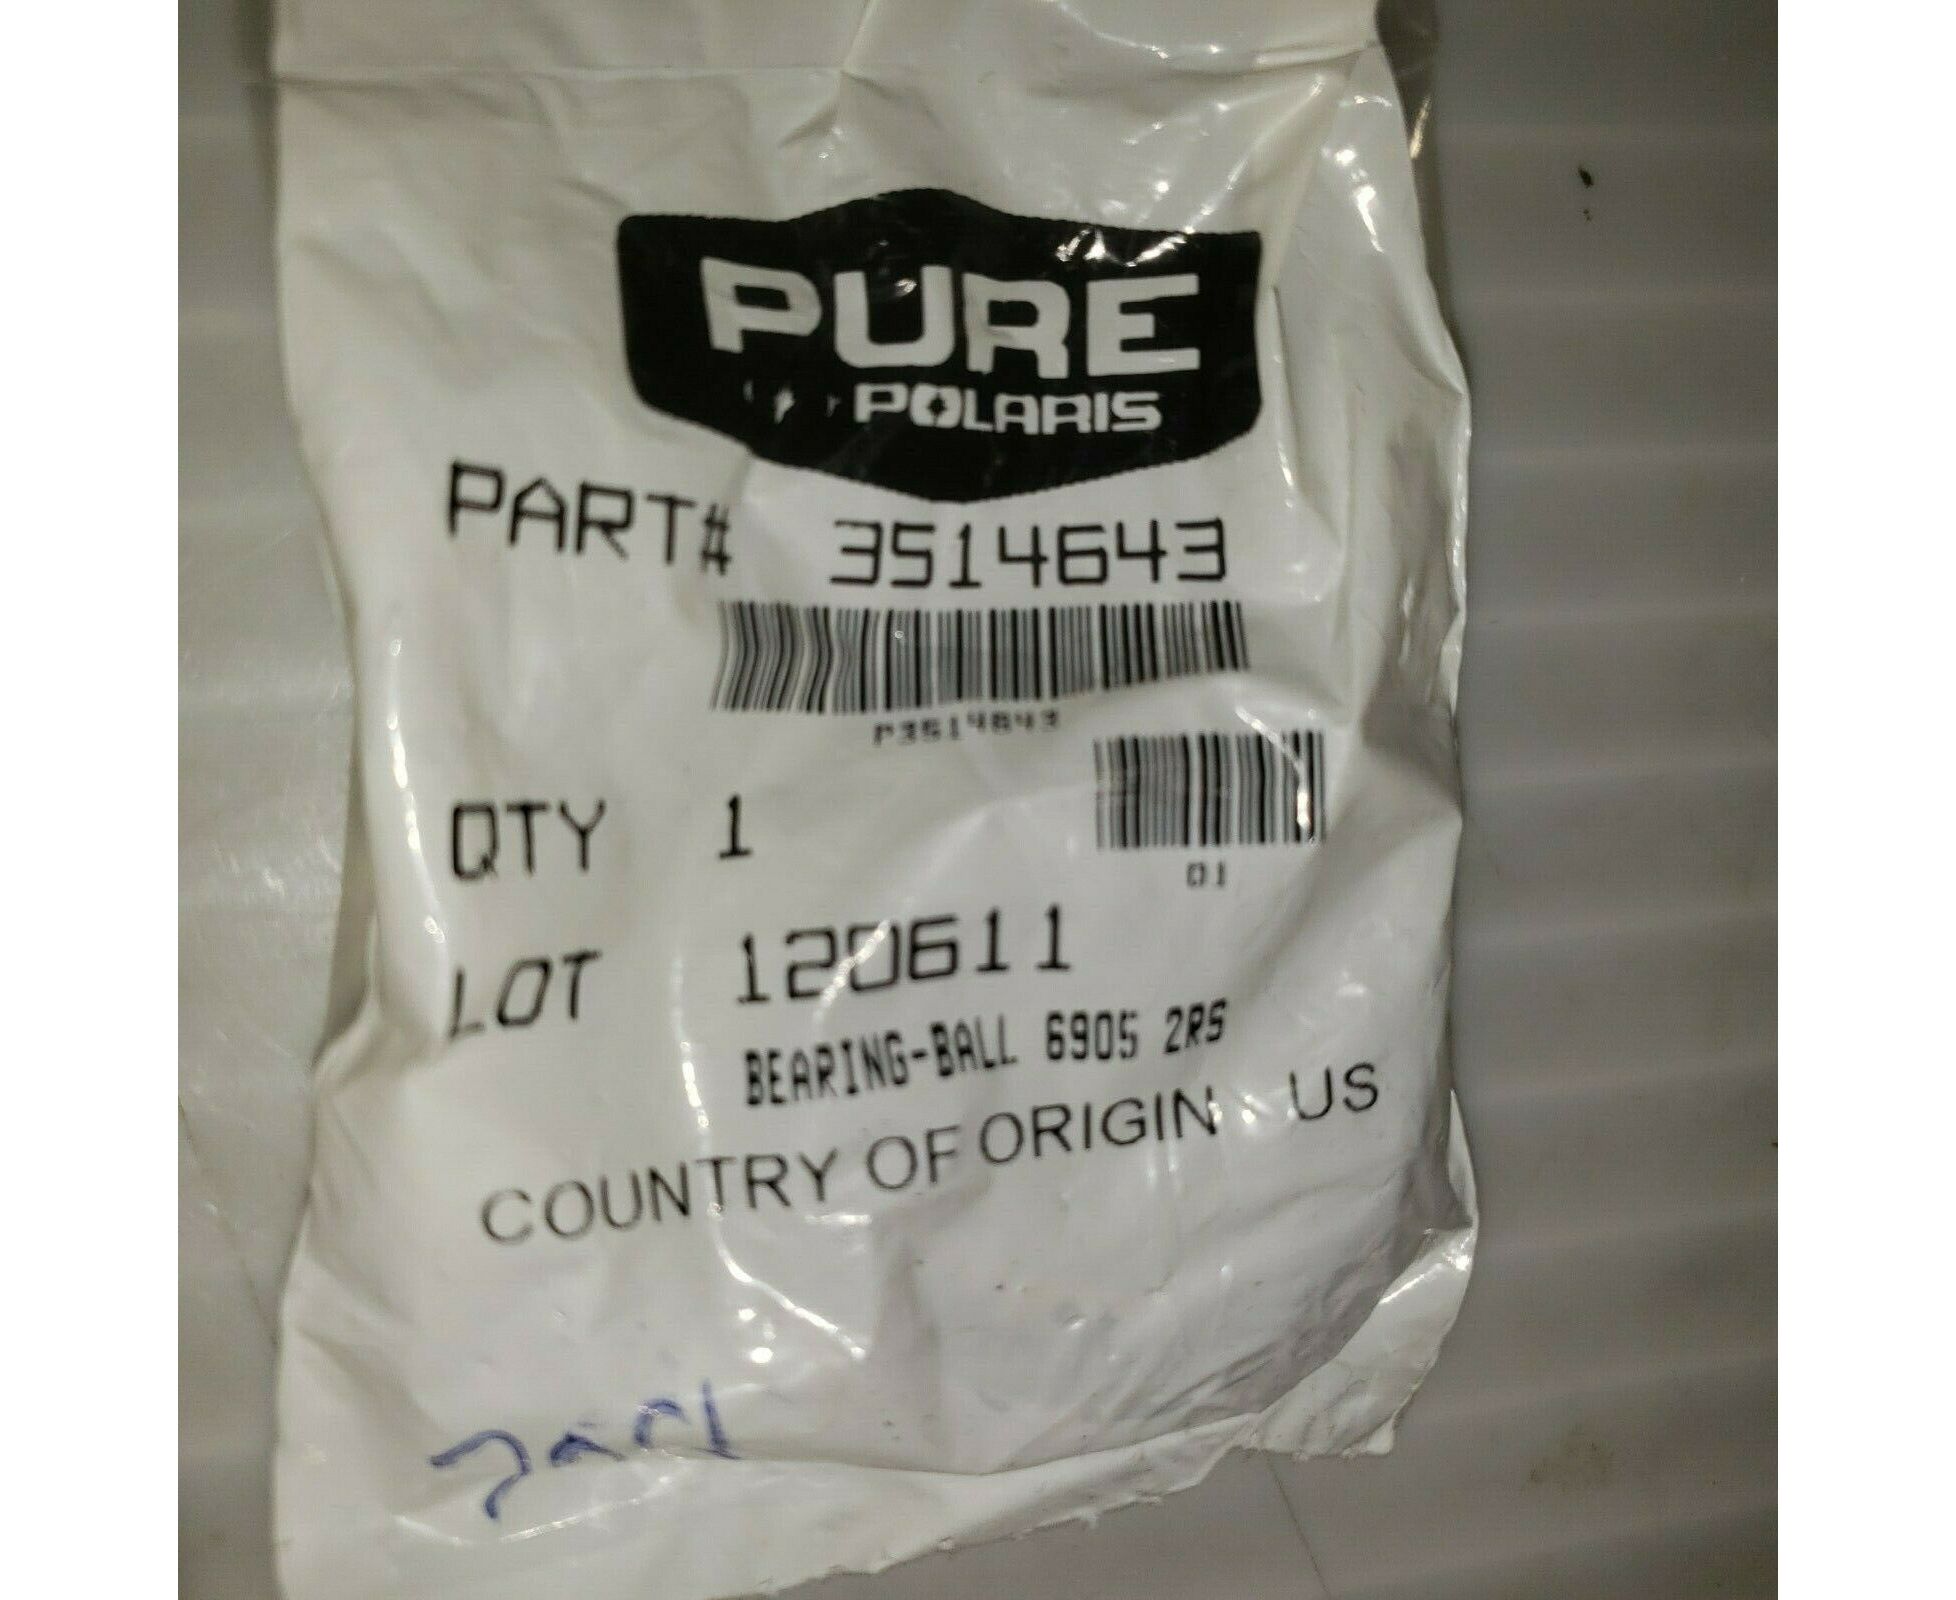 PURE
POLARIS
PART# 3514643
P3514643
QTY 1
01
LOT 120611
BEARING-BALL 6905 2RS
COUNTRY OF ORIGIN : US